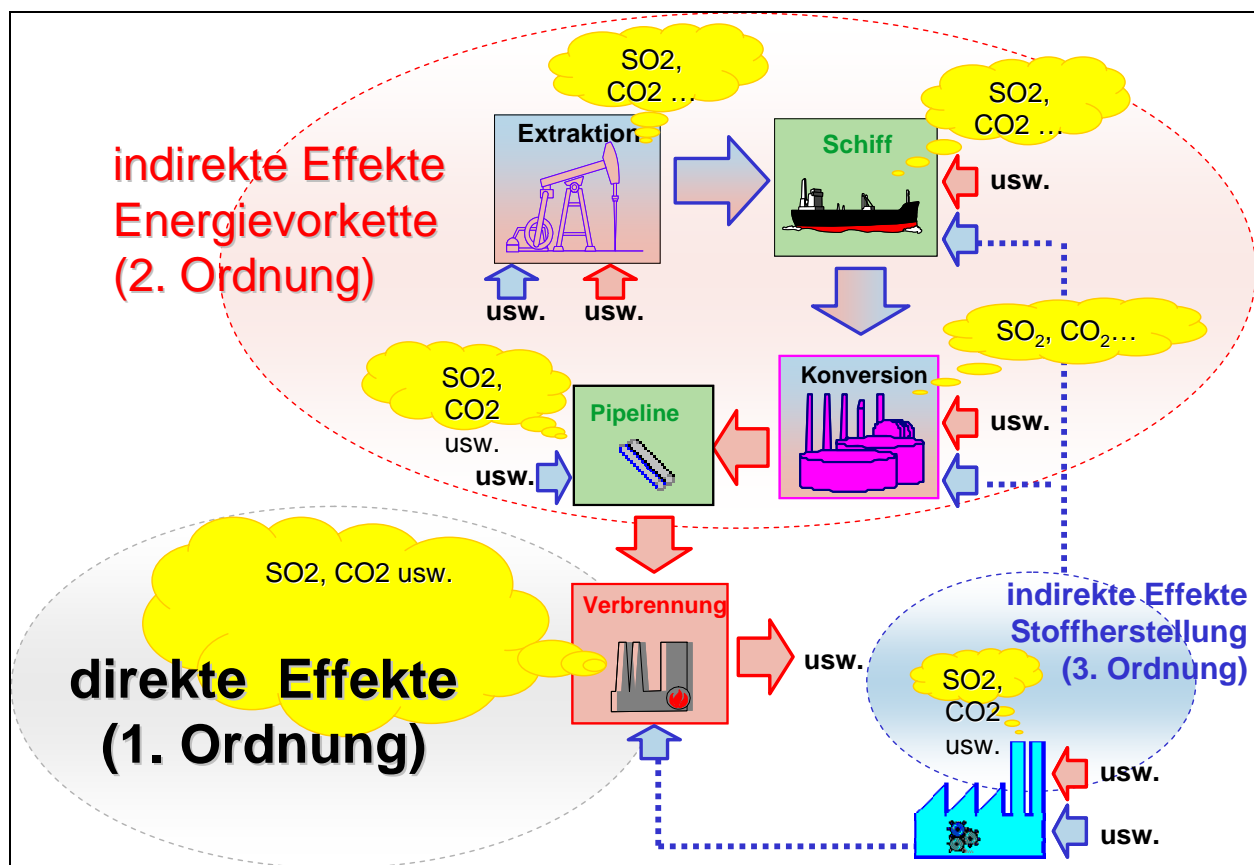 SO2,
CO2 …
SO2,
CO2 …
Extraktion
Schiff
indirekte Effekte
Energievorkette
(2. Ordnung)
usw.
usw.
usw.
SO₂, CO₂…
SO2,
CO2
usw.
Konversion
Pipeline
usw.
usw.
SO2, CO2 usw.
Verbrennung
usw.
direkte Effekte
(1. Ordnung)
indirekte Effekte
Stoffherstellung
(3. Ordnung)
SO2,
CO2
usw.
usw.
usw.